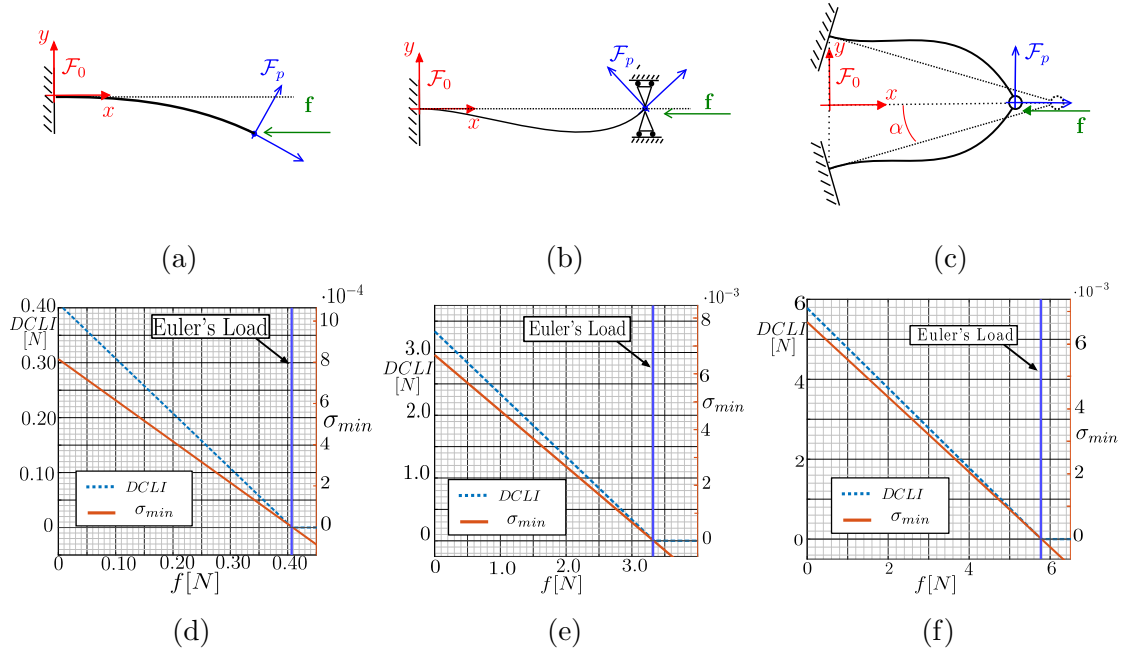 y
F₀
x
Fₚ
f
y
F₀
x
Fₚ
f
y
F₀
x
α
Fₚ
f
(a)
(b)
(c)
0.40
DCLI
[N]
0.30
0.20
0.10
0
·10⁻⁴
10
8
6
σmin
4
2
0
Euler's Load
DCLI
σmin
0 0.10 0.20 0.30 0.40
f[N]
3.0
DCLI
[N]
2.0
1.0
0
·10⁻³
8
6
σmin
4
2
0
Euler's Load
DCLI
σmin
0 1.0 2.0 3.0
f[N]
6
DCLI
[N]
4
2
0
·10⁻³
6
4
σmin
2
0
Euler's Load
DCLI
σmin
0 2 4 6
f[N]
(d)
(e)
(f)